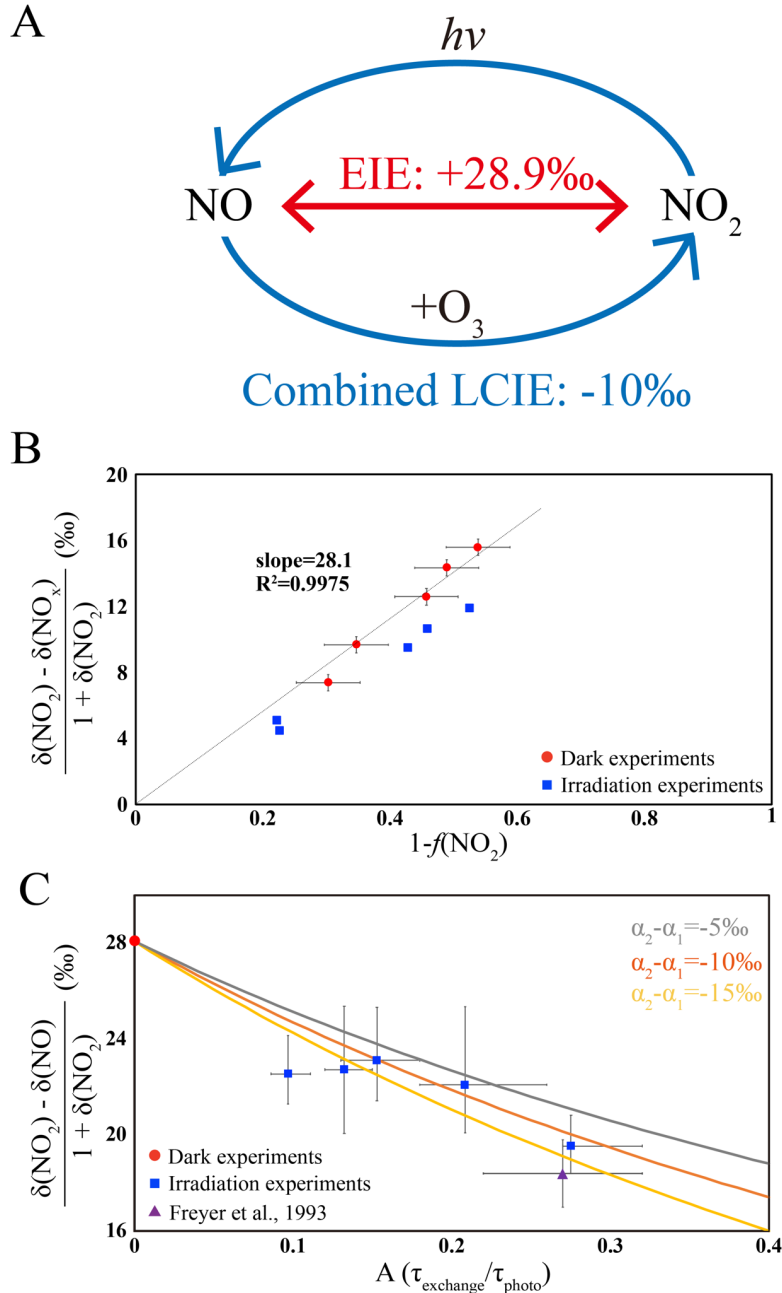 A
hν
EIE: +28.9‰
NO
NO₂
+O₃
Combined LCIE: -10‰
B
20
16
12
8
4
0
δ(NO₂) - δ(NOₓ)
1 + δ(NO₂)
(‰)
slope=28.1
R²=0.9975
Dark experiments
Irradiation experiments
0.2
0.4
0.6
0.8
1
1-f(NO₂)
C
28
24
20
16
δ(NO₂) - δ(NO)
1 + δ(NO₂)
(‰)
α₂-α₁=-5‰
α₂-α₁=-10‰
α₂-α₁=-15‰
Dark experiments
Irradiation experiments
Freyer et al., 1993
0
0.1
0.2
0.3
0.4
A (τexchange/τphoto)